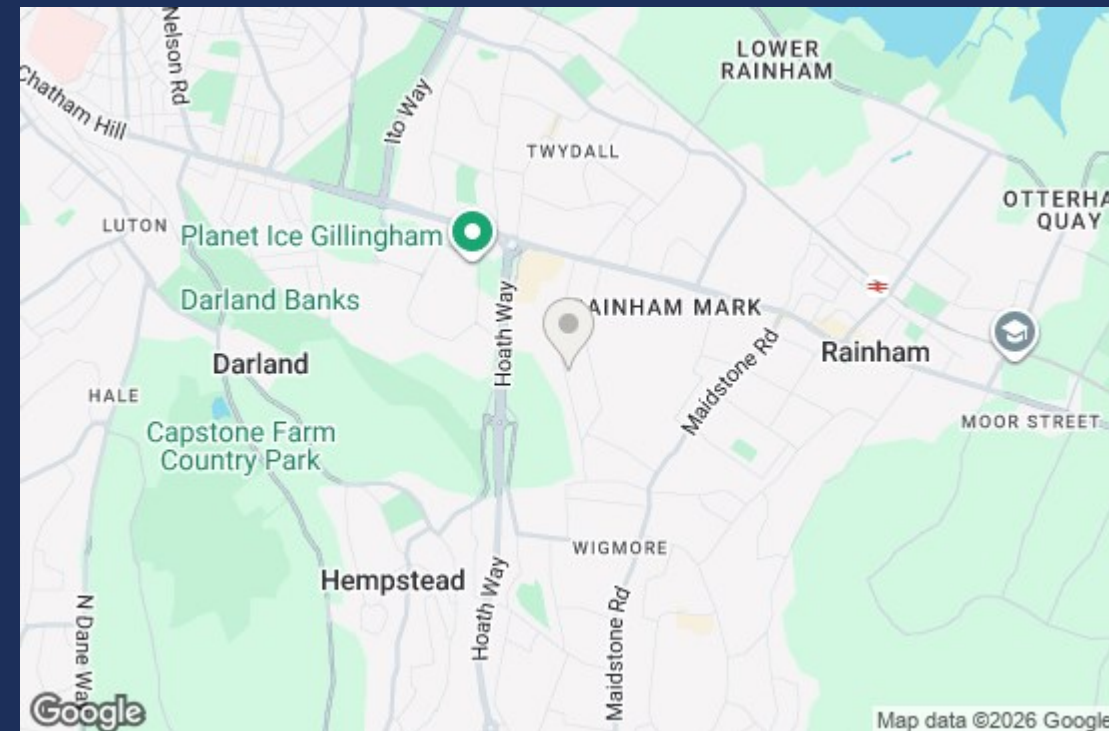 Nelson Rd
Chatham Hill
Ito Way
LOWER
RAINHAM
TWYDALL
OTTERHA
QUAY
LUTON
Planet Ice Gillingham
Darland Banks
Hoath Way
AINHAM MARK
Maidstone Rd
Rainham
Darland
HALE
MOOR STREET
Capstone Farm
Country Park
WIGMORE
Hempstead
Hoath Way
Maidstone Rd
N Dane Way
Google
Map data ©2026 Google